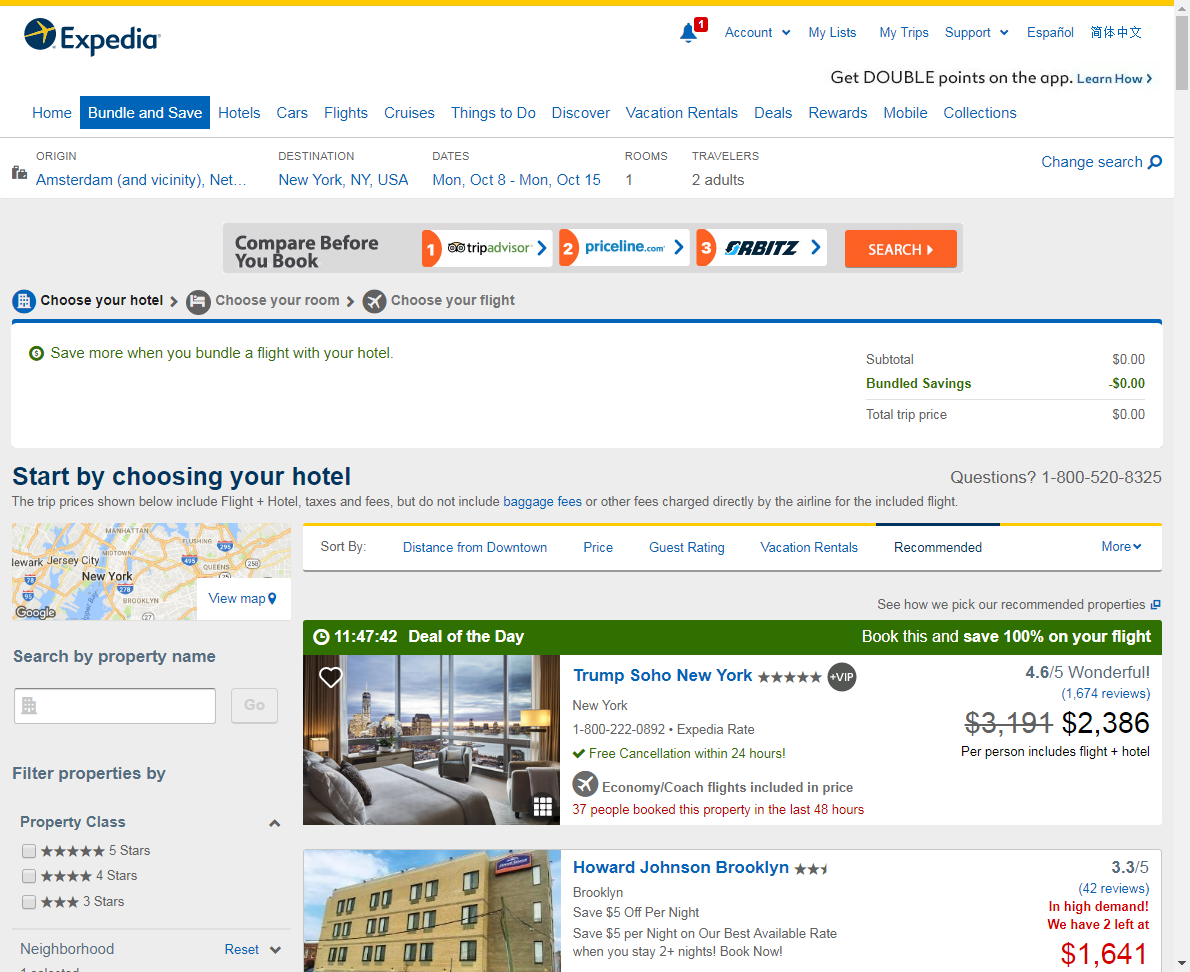 Expedia
1
Account
My Lists
My Trips
Support
Español
简体中文
Get DOUBLE points on the app. Learn How
Home
Bundle and Save
Hotels
Cars
Flights
Cruises
Things to Do
Discover
Vacation Rentals
Deals
Rewards
Mobile
Collections
ORIGIN
Amsterdam (and vicinity), Net...
DESTINATION
New York, NY, USA
DATES
Mon, Oct 8 - Mon, Oct 15
ROOMS
1
TRAVELERS
2 adults
Change search
Compare Before
You Book
1 tripadvisor
2 priceline.com
3 ORBITZ
SEARCH
Choose your hotel
Choose your room
Choose your flight
Save more when you bundle a flight with your hotel.
Subtotal $0.00
Bundled Savings -$0.00
Total trip price $0.00
Start by choosing your hotel
Questions? 1-800-520-8325
The trip prices shown below include Flight + Hotel, taxes and fees, but do not include baggage fees or other fees charged directly by the airline for the included flight.
MANHATTAN
FLUSHING
295
MIDTOWN
ewark
Jersey City
495
QUEENS
258
78
New York
278
95
BROOKLYN
27
Google
View map
Sort By:
Distance from Downtown
Price
Guest Rating
Vacation Rentals
Recommended
More
See how we pick our recommended properties
Search by property name
Go
Filter properties by
Property Class
5 Stars
4 Stars
3 Stars
Neighborhood
Reset
11:47:42 Deal of the Day
Book this and save 100% on your flight
Trump Soho New York
+VIP
New York
1-800-222-0892 • Expedia Rate
Free Cancellation within 24 hours!
Economy/Coach flights included in price
37 people booked this property in the last 48 hours
4.6/5 Wonderful!
(1,674 reviews)
$3,191 $2,386
Per person includes flight + hotel
Howard Johnson Brooklyn
Brooklyn
Save $5 Off Per Night
Save $5 per Night on Our Best Available Rate
when you stay 2+ nights! Book Now!
3.3/5
(42 reviews)
In high demand!
We have 2 left at
$1,641